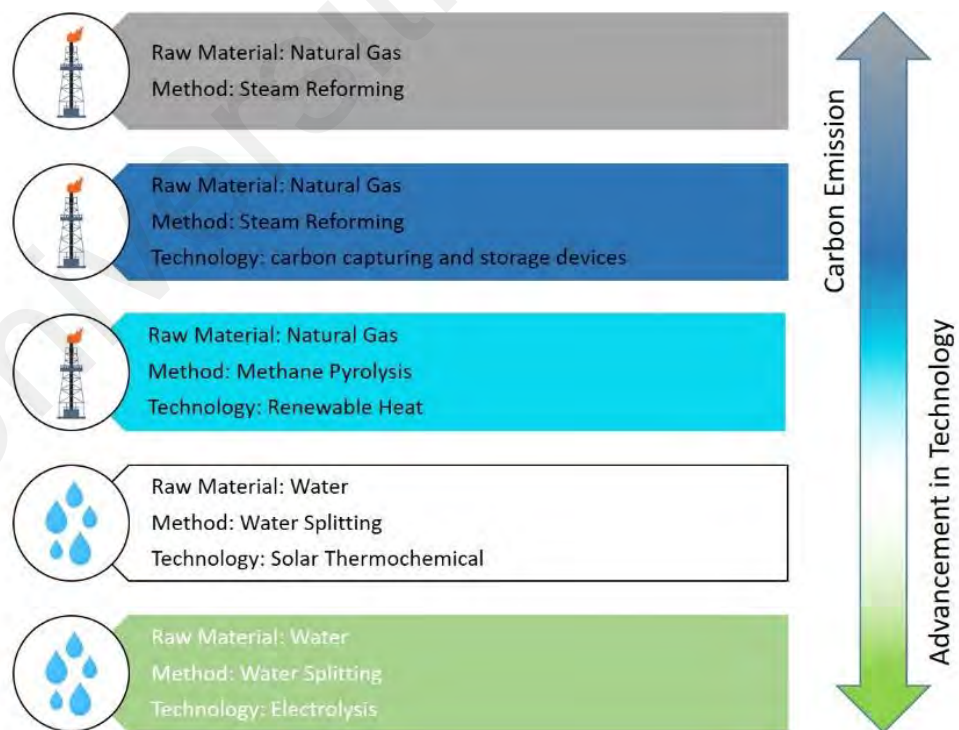 Raw Material: Natural Gas
Method: Steam Reforming
Raw Material: Natural Gas
Method: Steam Reforming
Technology: carbon capturing and storage devices
Raw Material: Natural Gas
Method: Methane Pyrolysis
Technology: Renewable Heat
Raw Material: Water
Method: Water Splitting
Technology: Solar Thermochemical
Raw Material: Water
Method: Water Splitting
Technology: Electrolysis
Carbon Emission
Advancement in Technology